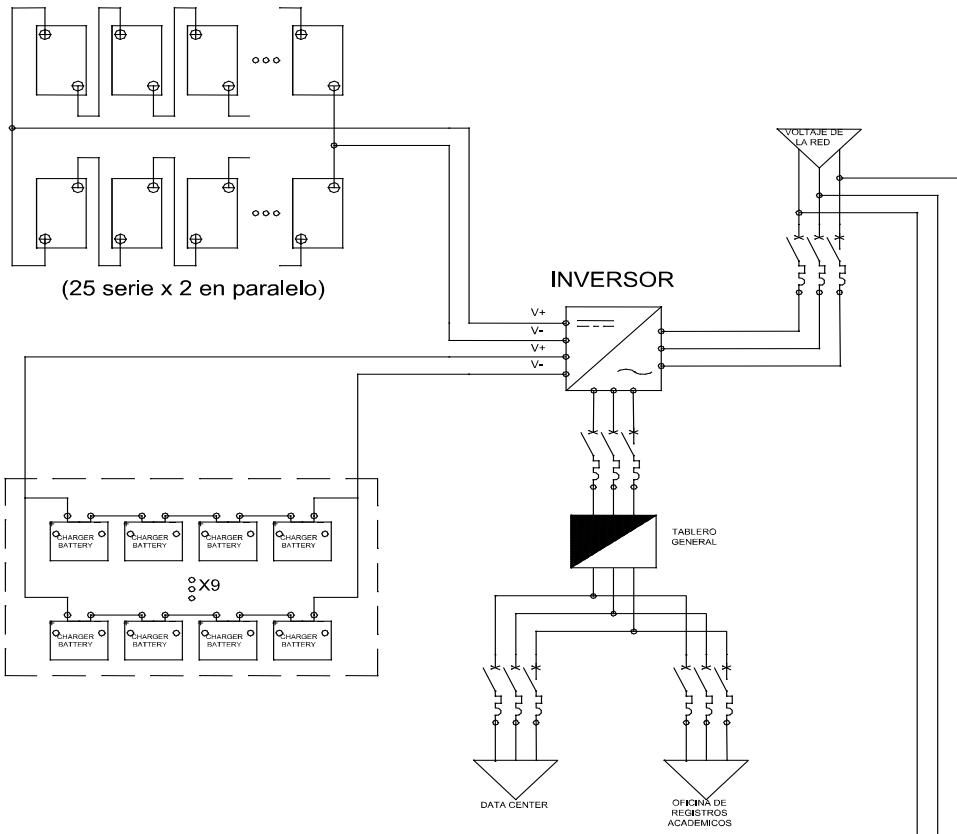 VOLTAJE DE
LA RED
(25 serie x 2 en paralelo)
INVERSOR
V+
V-
V+
V-
CHARGER
BATTERY
CHARGER
BATTERY
CHARGER
BATTERY
CHARGER
BATTERY
TABLERO
GENERAL
X9
CHARGER
BATTERY
CHARGER
BATTERY
CHARGER
BATTERY
CHARGER
BATTERY
DATA CENTER
OFICINA DE
REGISTROS
ACADEMICOS